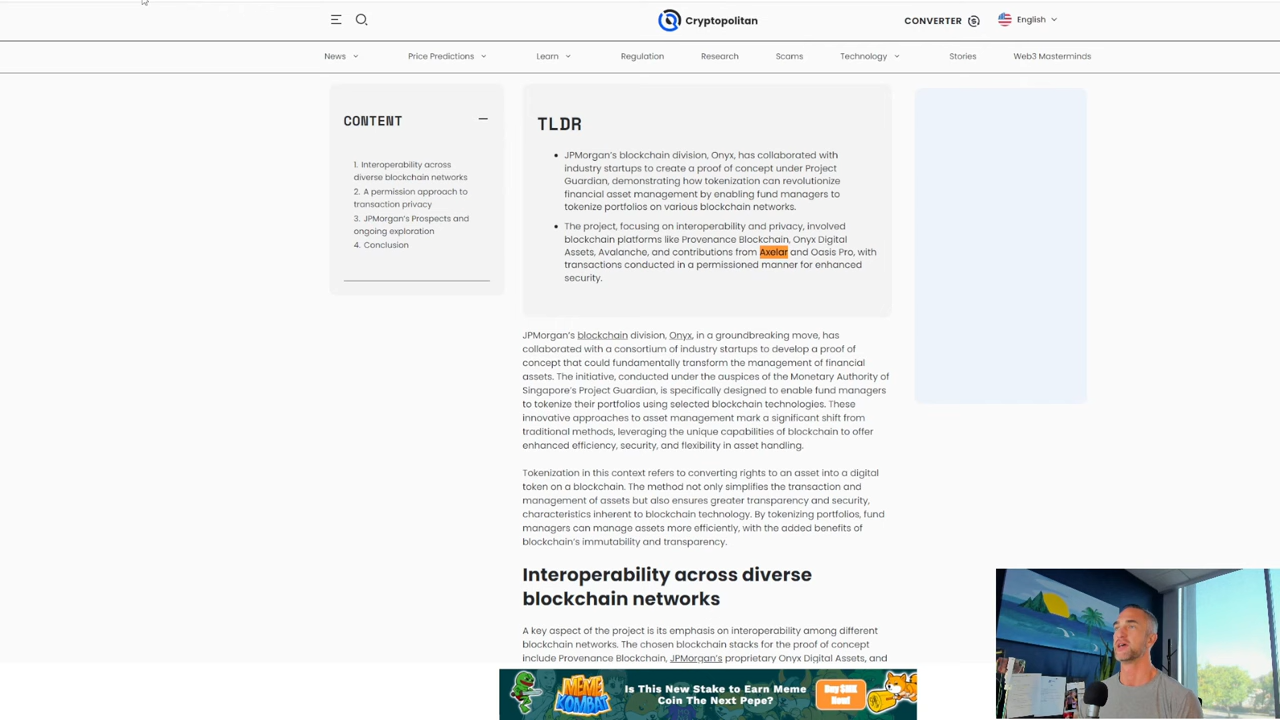 Cryptopolitan
CONVERTER
English
News
Price Predictions
Learn
Regulation
Research
Scams
Technology
Stories
Web3 Masterminds
CONTENT
1. Interoperability across
diverse blockchain networks
2. A permission approach to
transaction privacy
3. JPMorgan's Prospects and
ongoing exploration
4. Conclusion
TLDR
• JPMorgan's blockchain division, Onyx, has collaborated with
industry startups to create a proof of concept under Project
Guardian, demonstrating how tokenization can revolutionize
financial asset management by enabling fund managers to
tokenize portfolios on various blockchain networks.
• The project, focusing on interoperability and privacy, involved
blockchain platforms like Provenance Blockchain, Onyx Digital
Assets, Avalanche, and contributions from Axelar and Oasis Pro, with
transactions conducted in a permissioned manner for enhanced
security.
JPMorgan's blockchain division, Onyx, in a groundbreaking move, has
collaborated with a consortium of industry startups to develop a proof of
concept that could fundamentally transform the management of financial
assets. The initiative, conducted under the auspices of the Monetary Authority of
Singapore's Project Guardian, is specifically designed to enable fund managers
to tokenize their portfolios using selected blockchain technologies. These
innovative approaches to asset management mark a significant shift from
traditional methods, leveraging the unique capabilities of blockchain to offer
enhanced efficiency, security, and flexibility in asset handling.
Tokenization in this context refers to converting rights to an asset into a digital
token on a blockchain. The method not only simplifies the transaction and
management of assets but also ensures greater transparency and security,
characteristics inherent to blockchain technology. By tokenizing portfolios, fund
managers can manage assets more efficiently, with the added benefits of
blockchain's immutability and transparency.
Interoperability across diverse
blockchain networks
A key aspect of the project is its emphasis on interoperability among different
blockchain networks. The chosen blockchain stacks for the proof of concept
include Provenance Blockchain, JPMorgan's proprietary Onyx Digital Assets, and
MEME
KOMBAT
Is This New Stake to Earn Meme
Coin The Next Pepe?
Buy $MK
Now!